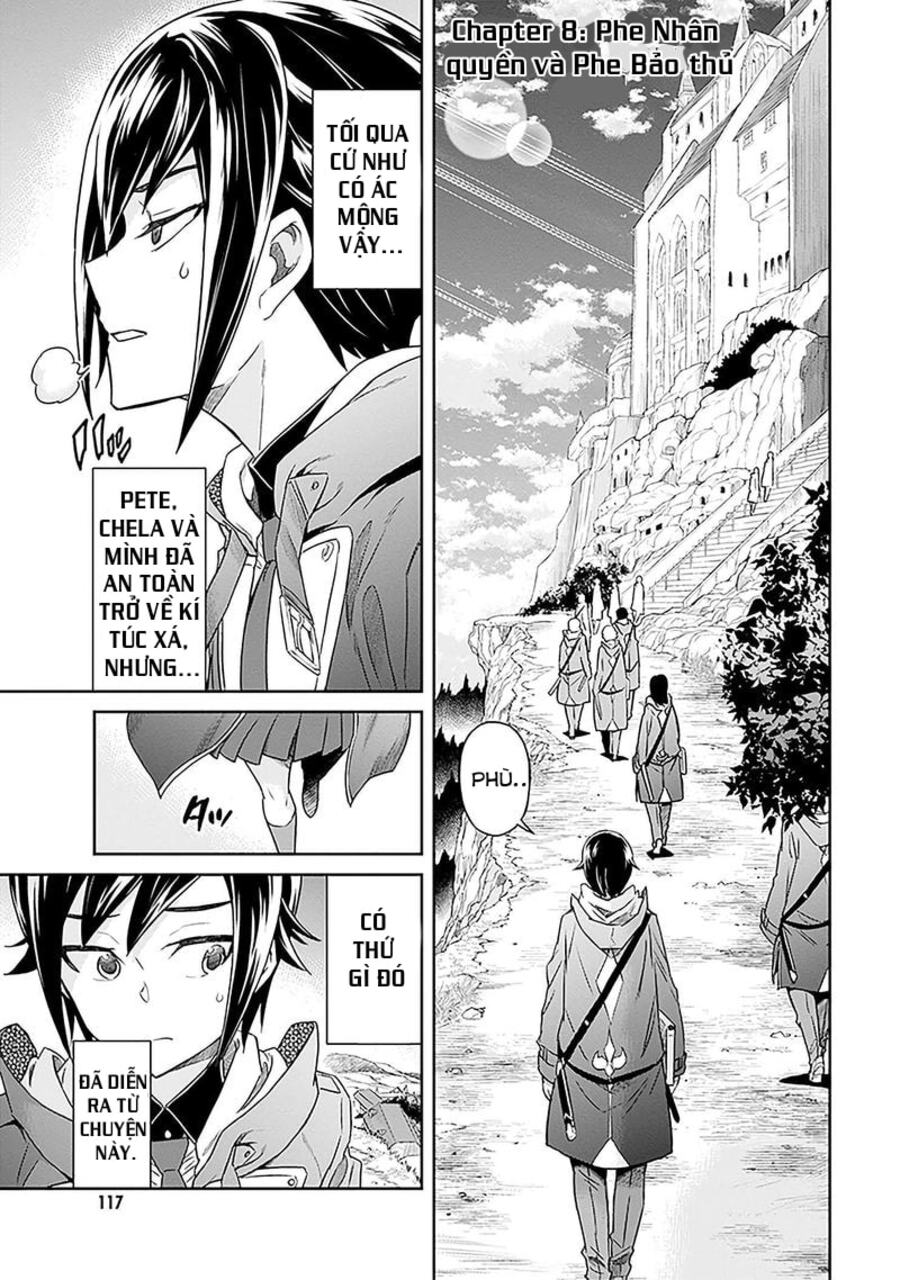 Chapter 8: Phe Nhân
quyền và Phe Bảo thủ
PHÙ..
TỐI QUA
CỨ NHƯ
CÓ ÁC
MỘNG
VẬY...
PETE,
CHELA VÀ
MÌNH ĐÃ
AN TOÀN
TRỞ VỀ KÍ
TÚC XÁ,
NHƯNG...
タッ
CÓ
THỨ
GÌ ĐÓ
ĐÃ DIỄN
RA TỪ
CHUYỆN
NÀY.
117